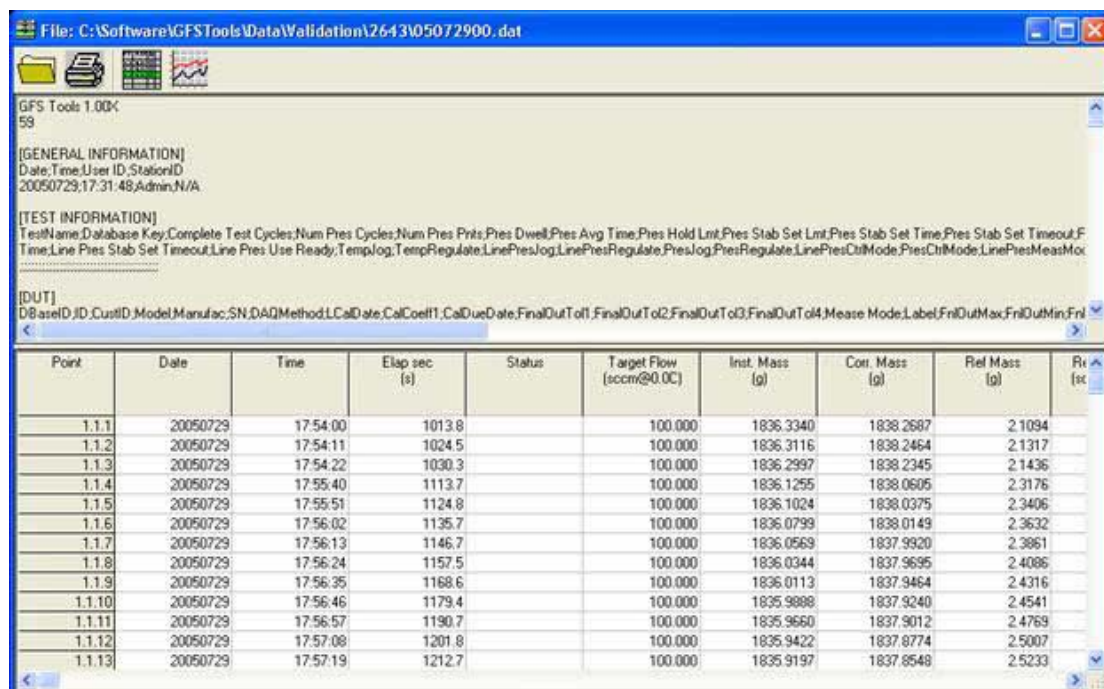 File: C:\Software\GFSTools\Data\Validation\2643\05072900.dat
GFS Tools 1.00X
59
[GENERAL INFORMATION]
Date;Time;User ID;StationID
20050729;17:31:48;Admin;N/A
[TEST INFORMATION]
TestName;Database Key;Complete Test Cycles;Num Pres Cycles;Num Pres Pnts;Pres Dwell;Pres Avg Time;Pres Hold Lmt;Pres Stab Set Lmt;Pres Stab Set Time;Pres Stab Set Timeout;F
Time;Line Pres Stab Set Timeout;Line Pres Use Ready;TempJog;TempRegulate;LinePresJog;LinePresRegulate;PresJog;PresRegulate;LinePresCtrlMode;PresCtrlMode;LinePresMeasMoc
[DUT]
DBaseID;ID;CustID;Model;Manufac;SN;DAQMethod;LCalDate;CalCoeff1;CalDueDate;FinalOutTol1;FinalOutTol2;FinalOutTol3;FinalOutTol4;Mease Mode;Label;FnlOutMax;FnlOutMin;Fnl
Point Date Time Elap sec Status Target Flow Inst. Mass Corr. Mass Ref Mass Re
(s) (sccm@0.0C) (g) (g) (g) (sc
1.1.1 20050729 17:54:00 1013.8 100.000 1836.3340 1838.2687 2.1094
1.1.2 20050729 17:54:11 1024.5 100.000 1836.3116 1838.2464 2.1317
1.1.3 20050729 17:54:22 1030.3 100.000 1836.2997 1838.2345 2.1436
1.1.4 20050729 17:55:40 1113.7 100.000 1836.1255 1838.0605 2.3176
1.1.5 20050729 17:55:51 1124.8 100.000 1836.1024 1838.0375 2.3406
1.1.6 20050729 17:56:02 1135.7 100.000 1836.0799 1838.0149 2.3632
1.1.7 20050729 17:56:13 1146.7 100.000 1836.0569 1837.9920 2.3861
1.1.8 20050729 17:56:24 1157.5 100.000 1836.0344 1837.9695 2.4086
1.1.9 20050729 17:56:35 1168.6 100.000 1836.0113 1837.9464 2.4316
1.1.10 20050729 17:56:46 1179.4 100.000 1835.9888 1837.9240 2.4541
1.1.11 20050729 17:56:57 1190.7 100.000 1835.9660 1837.9012 2.4769
1.1.12 20050729 17:57:08 1201.8 100.000 1835.9422 1837.8774 2.5007
1.1.13 20050729 17:57:19 1212.7 100.000 1835.9197 1837.8548 2.5233